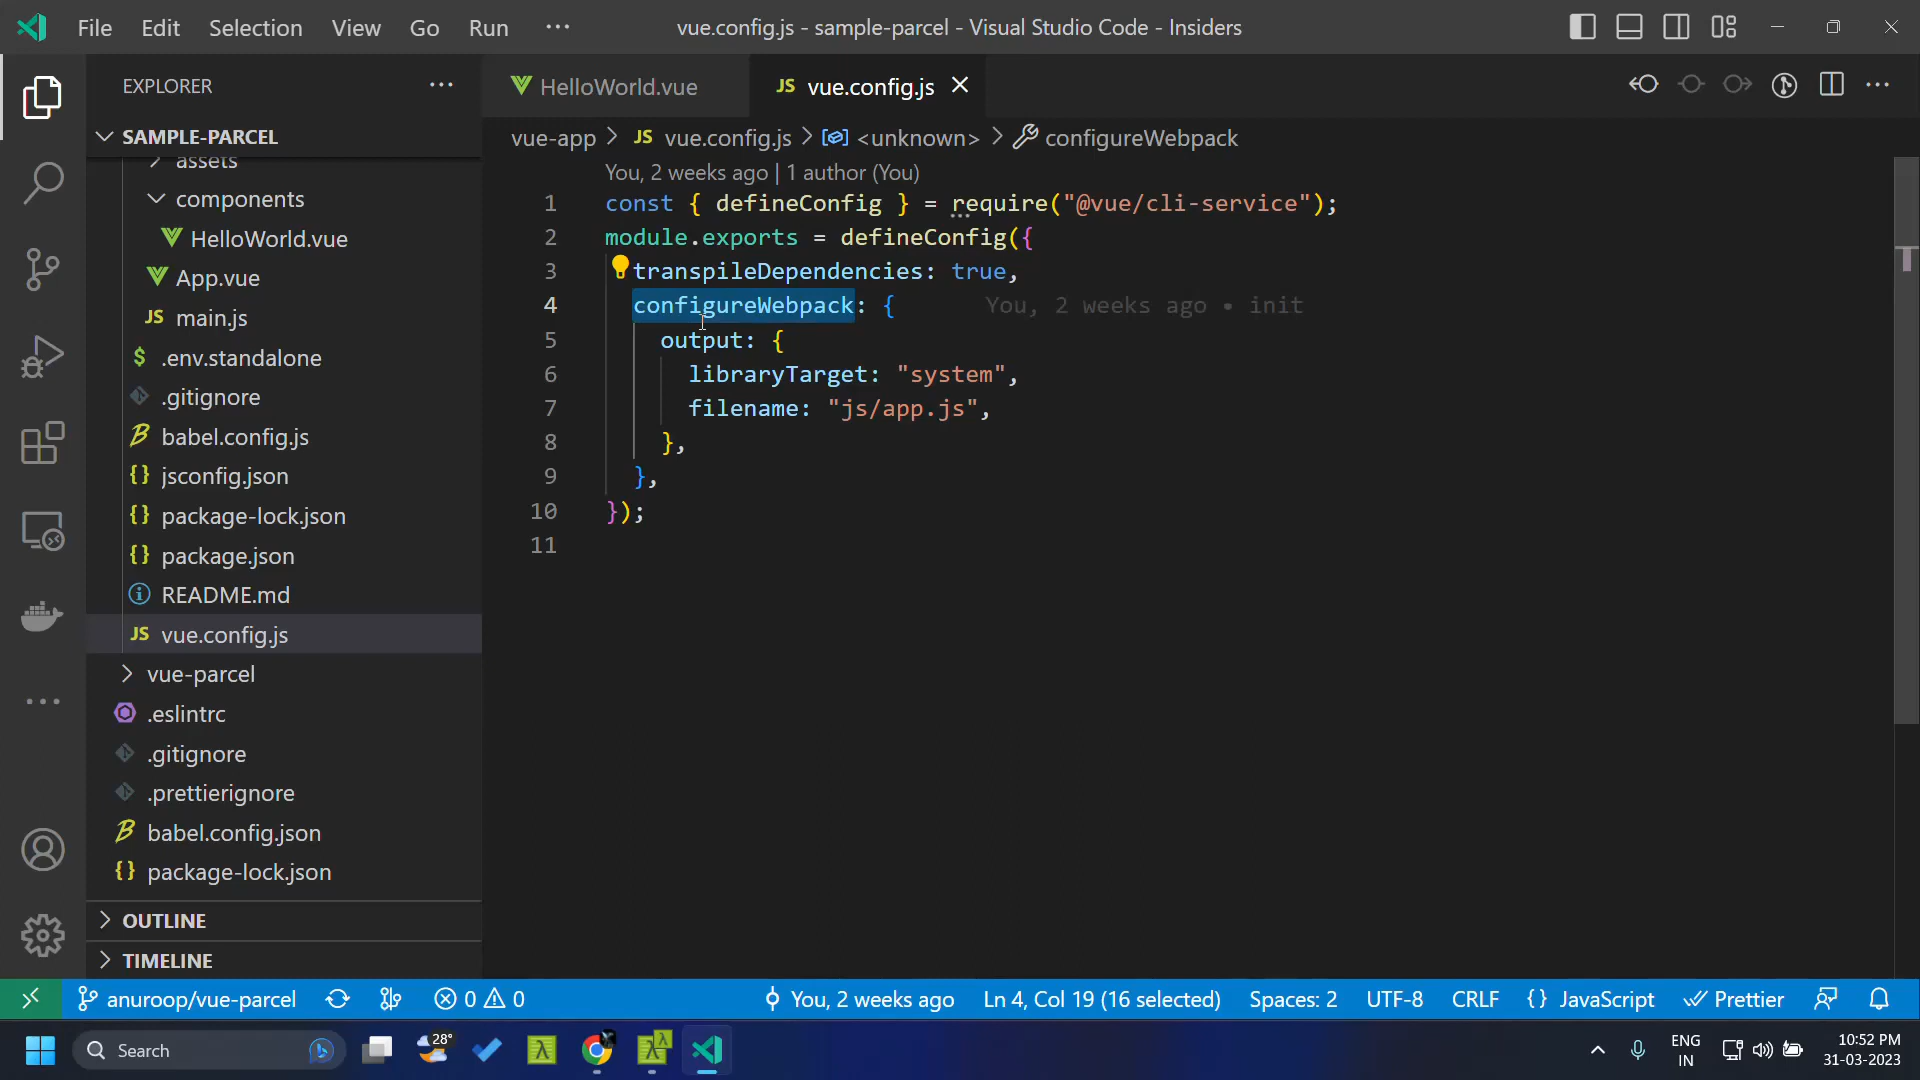 File Edit Selection View Go Run ··· vue.config.js - sample-parcel - Visual Studio Code - Insiders
EXPLORER ···
SAMPLE-PARCEL
assets
components
HelloWorld.vue
App.vue
JS main.js
$ .env.standalone
.gitignore
babel.config.js
{} jsconfig.json
{} package-lock.json
{} package.json
README.md
JS vue.config.js
vue-parcel
.eslintrc
.gitignore
.prettierignore
babel.config.json
{} package-lock.json
OUTLINE
TIMELINE
HelloWorld.vue JS vue.config.js
vue-app > JS vue.config.js > <unknown> > configureWebpack
You, 2 weeks ago | 1 author (You)
1 const { defineConfig } = require("@vue/cli-service");
2 module.exports = defineConfig({
3 transpileDependencies: true,
4 configureWebpack: { You, 2 weeks ago • init
5 output: {
6 libraryTarget: "system",
7 filename: "js/app.js",
8 },
9 },
10 });
11
anuroop/vue-parcel 0 0 You, 2 weeks ago Ln 4, Col 19 (16 selected) Spaces: 2 UTF-8 CRLF {} JavaScript Prettier
Search 28° ENG IN 10:52 PM 31-03-2023